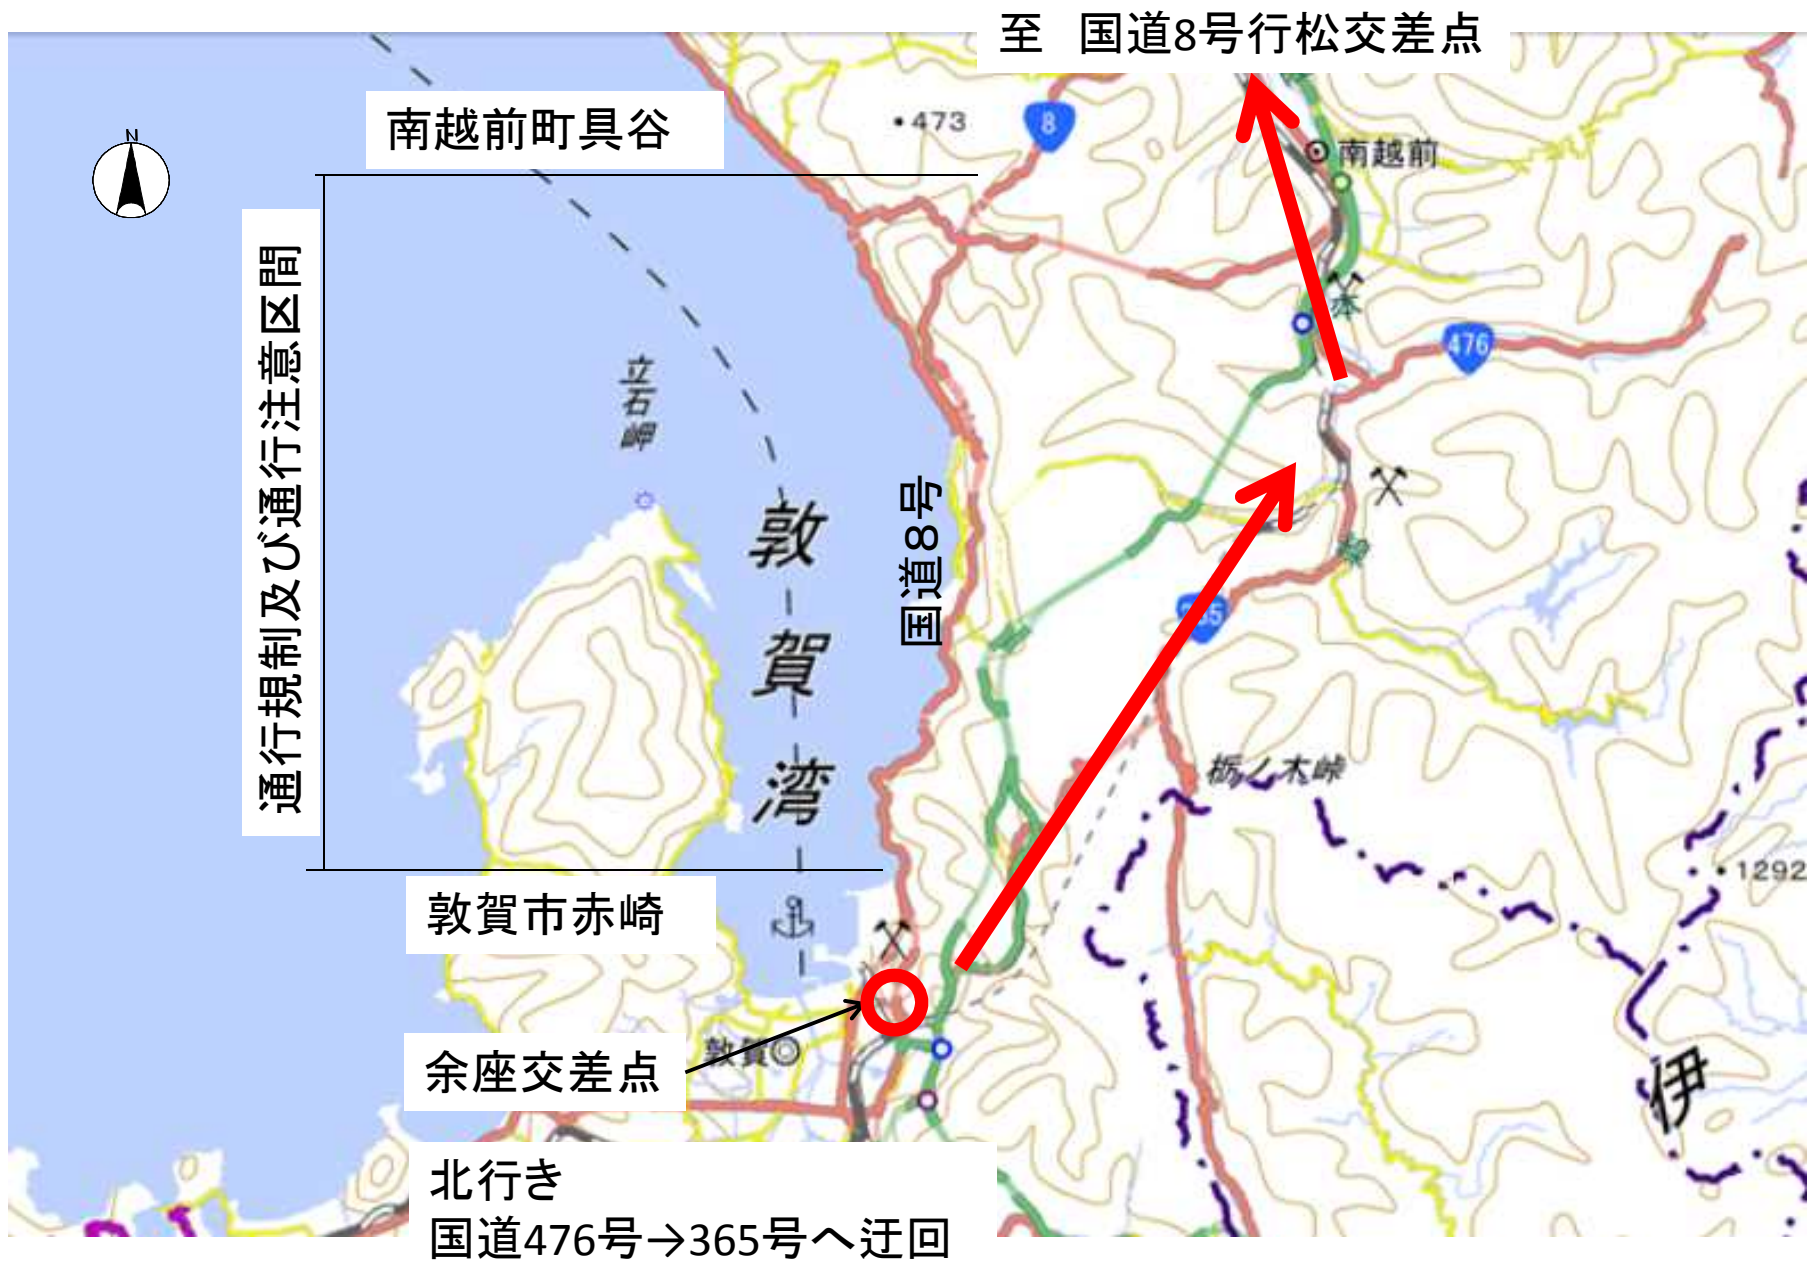 至 国道8号行松交差点
南越前町具谷
N
473
8
南越前
通行規制及び通行注意区間
476
立石岬
敦賀湾
国道8号
栃ノ木峠
1292
敦賀市赤崎
余座交差点
敦賀
伊
北行き
国道476号→365号へ迂回